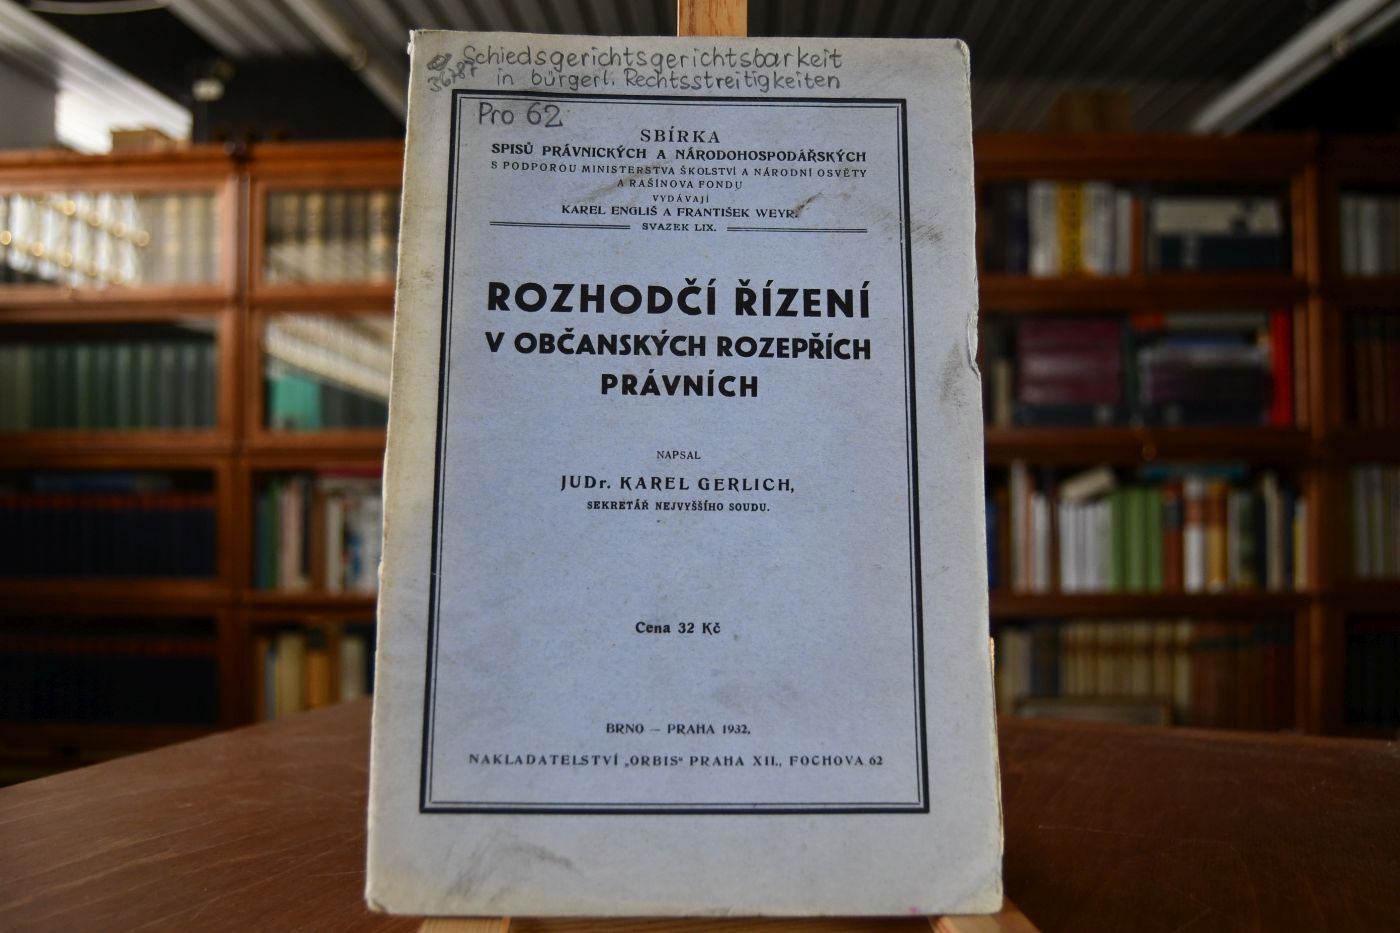 Schiedsgerichtsgerichtsbarkeit
in bürgerl. Rechtsstreitigkeiten
Pro 62
SBÍRKA
SPISŮ PRÁVNICKÝCH A NÁRODOHOSPODÁŘSKÝCH
S PODPOROU MINISTERSTVA ŠKOLSTVÍ A NÁRODNÍ OSVĚTY
A RAŠÍNOVA FONDU
VYDÁVAJÍ
KAREL ENGLIŠ A FRANTIŠEK WEYR.
SVAZEK LIX.
ROZHODČÍ ŘÍZENÍ
V OBČANSKÝCH ROZEPŘÍCH
PRÁVNÍCH
NAPSAL
JUDr. KAREL GERLICH,
SEKRETÁŘ NEJVYŠŠÍHO SOUDU.
Cena 32 Kč
BRNO — PRAHA 1932.
NAKLADATELSTVÍ „ORBIS“ PRAHA XII., FOCHOVA 62